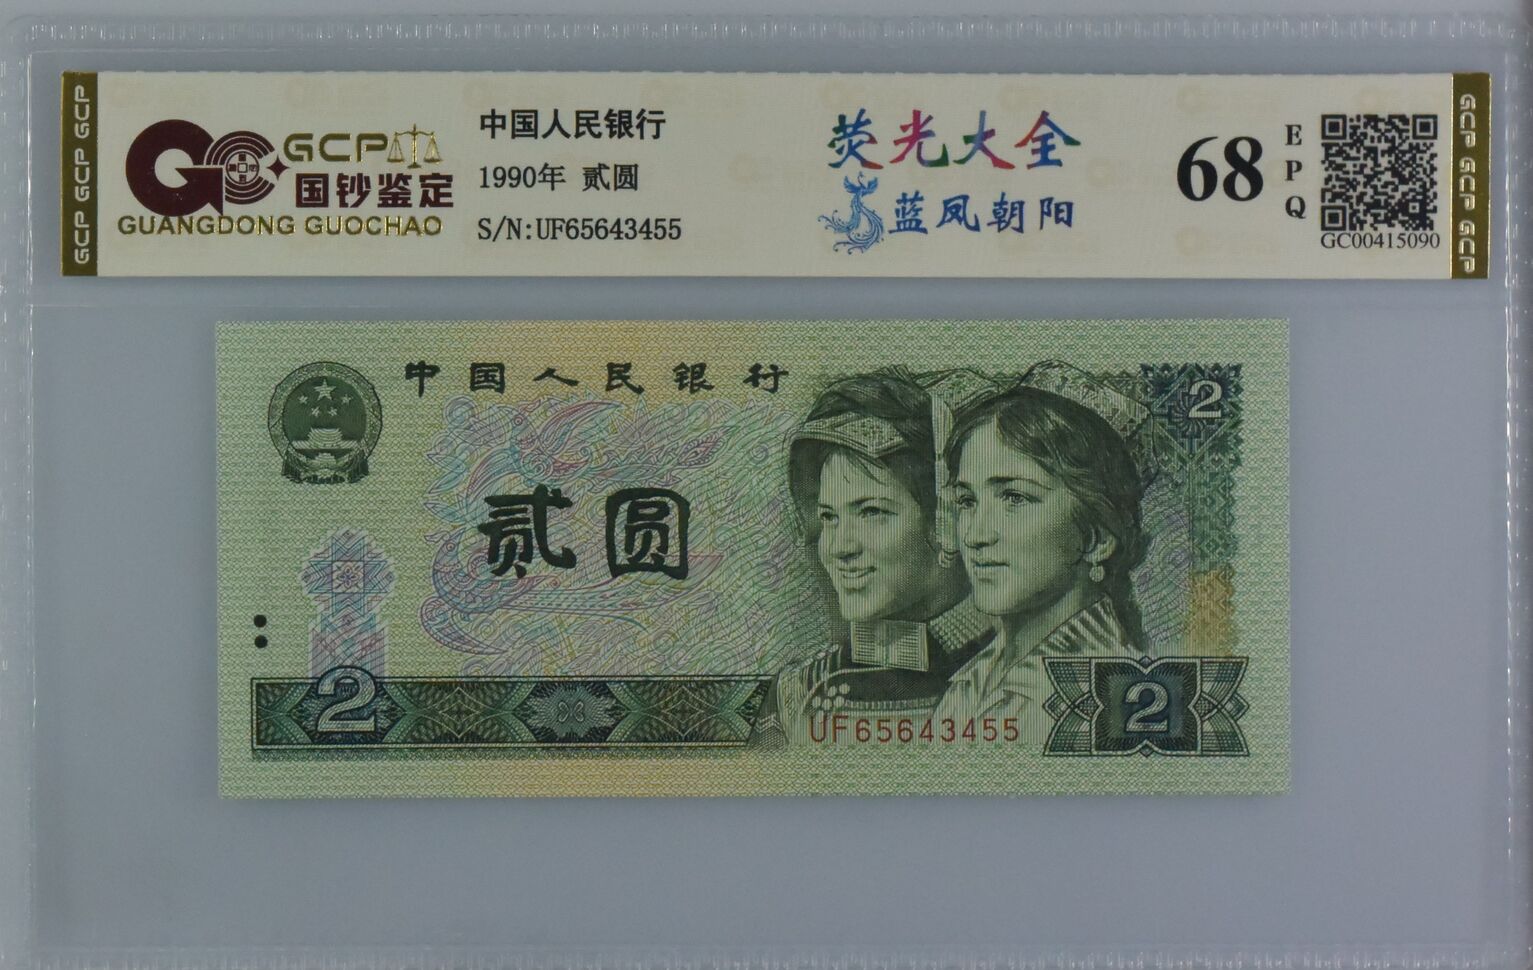 GCP GCP GCP
GCP
国钞鉴定
GUANGDONG GUOCHAO
中国人民银行
1990年 贰圆
S/N:UF65643455
荧光大全
蓝凤朝阳
68
EPQ
GC00415090
GCP GCP GCP
中国人民银行
贰圆
2
2
2
UF65643455